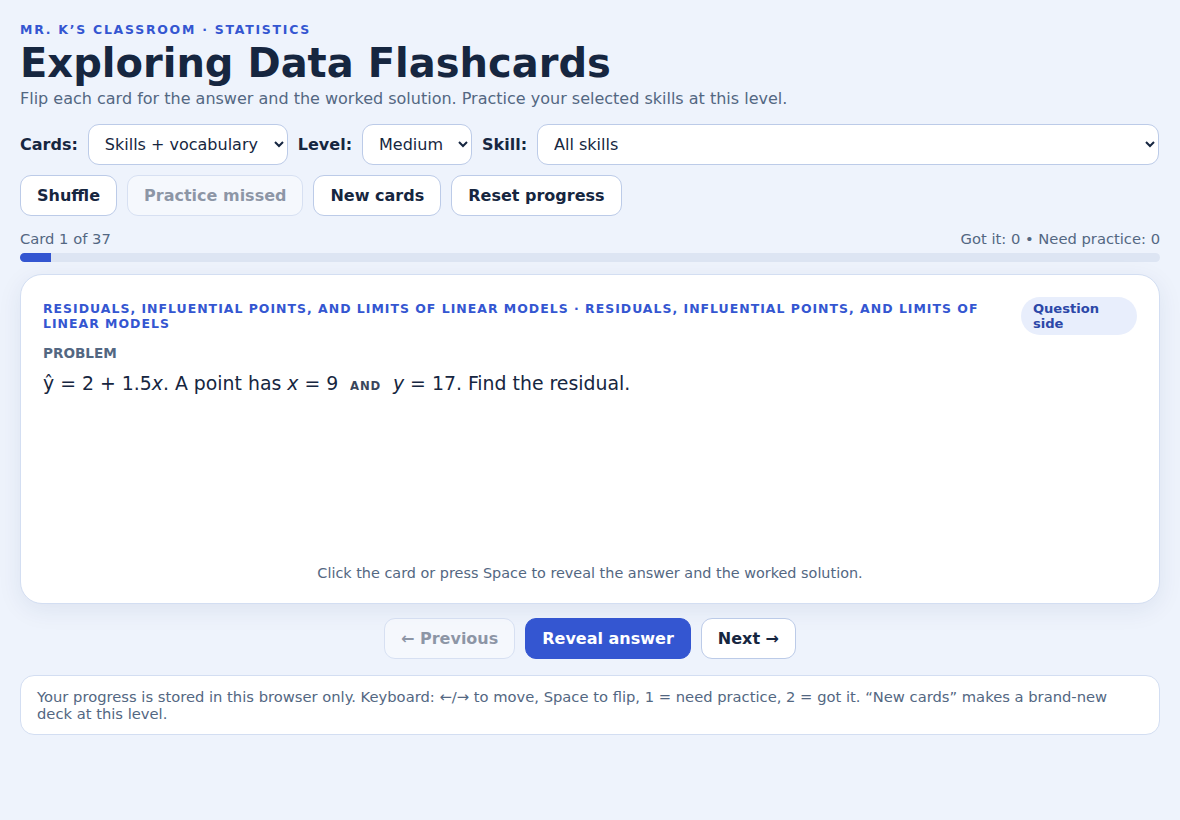 MR. K’S CLASSROOM · STATISTICS
Exploring Data Flashcards
Flip each card for the answer and the worked solution. Practice your selected skills at this level.
Cards: Skills + vocabulary Level: Medium Skill: All skills
Shuffle Practice missed New cards Reset progress
Card 1 of 37 Got it: 0 • Need practice: 0
RESIDUALS, INFLUENTIAL POINTS, AND LIMITS OF LINEAR MODELS · RESIDUALS, INFLUENTIAL POINTS, AND LIMITS OF
LINEAR MODELS
Question
side
PROBLEM
ŷ = 2 + 1.5x. A point has x = 9 AND y = 17. Find the residual.
Click the card or press Space to reveal the answer and the worked solution.
← Previous Reveal answer Next →
Your progress is stored in this browser only. Keyboard: ←/→ to move, Space to flip, 1 = need practice, 2 = got it. “New cards” makes a brand-new
deck at this level.